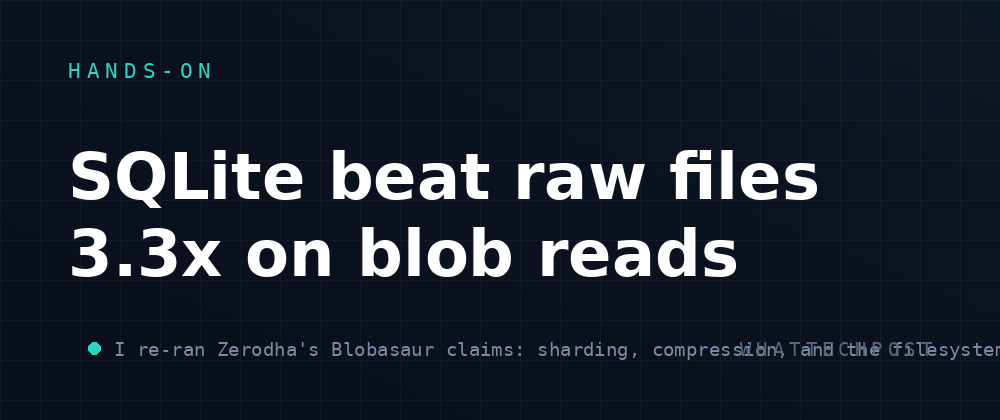 HANDS-ON
SQLite beat raw files
3.3x on blob reads
I re-ran Zerodha's Blobasaur claims: sharding, compression, and the filesystem
WHATTECHPOST